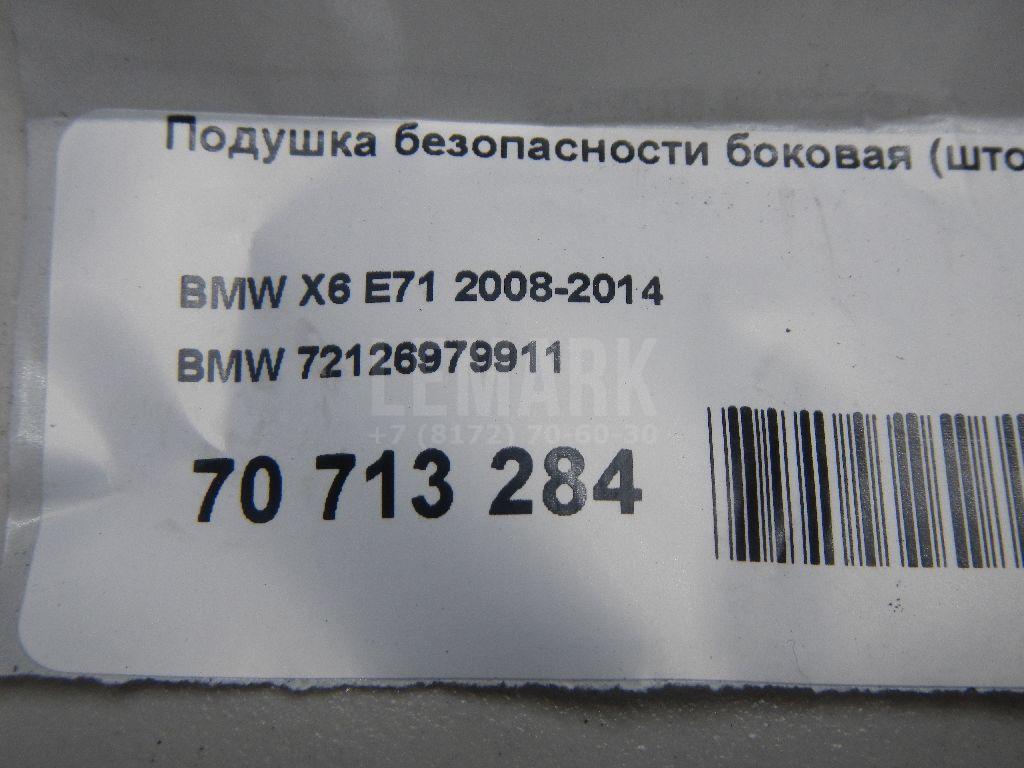 Подушка безопасности боковая (што
BMW X6 E71 2008-2014
BMW 72126979911
LEMARK
+7 (8172) 70-60-30
70 713 284